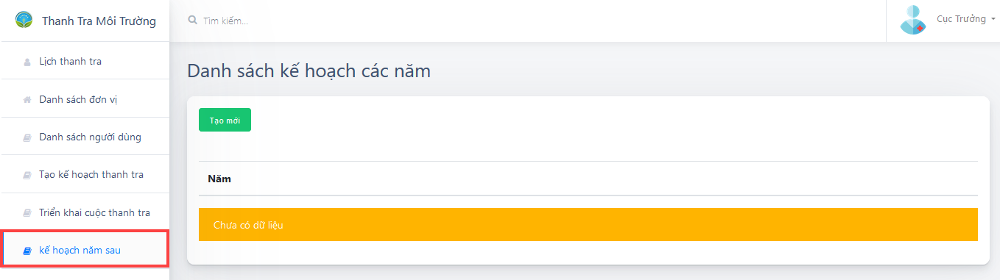 Thanh Tra Môi Trường
Tìm kiếm...
Cục Trưởng
Lịch thanh tra
Danh sách đơn vị
Danh sách người dùng
Tạo kế hoạch thanh tra
Triển khai cuộc thanh tra
kế hoạch năm sau
Danh sách kế hoạch các năm
Tạo mới
Năm
Chưa có dữ liệu